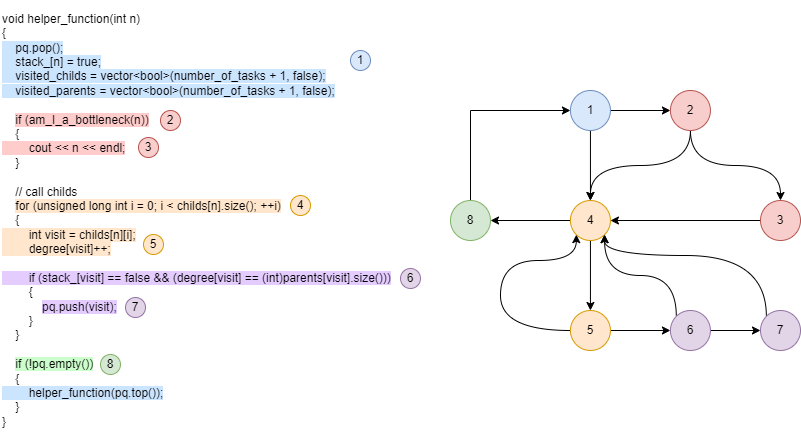 void helper_function(int n)
{
pq.pop();
stack_[n] = true;
1
visited_childs = vector<bool>(number_of_tasks + 1, false);
visited_parents = vector<bool>(number_of_tasks + 1, false);
if (am_I_a_bottleneck(n)) 2
{
cout << n << endl; 3
}
// call childs
for (unsigned long int i = 0; i < childs[n].size(); ++i) 4
{
int visit = childs[n][i];
5
degree[visit]++;
if (stack_[visit] == false && (degree[visit] == (int)parents[visit].size())) 6
{
pq.push(visit); 7
}
}
if (!pq.empty()) 8
{
helper_function(pq.top());
}
}
1 2
8 4 3
5 6 7